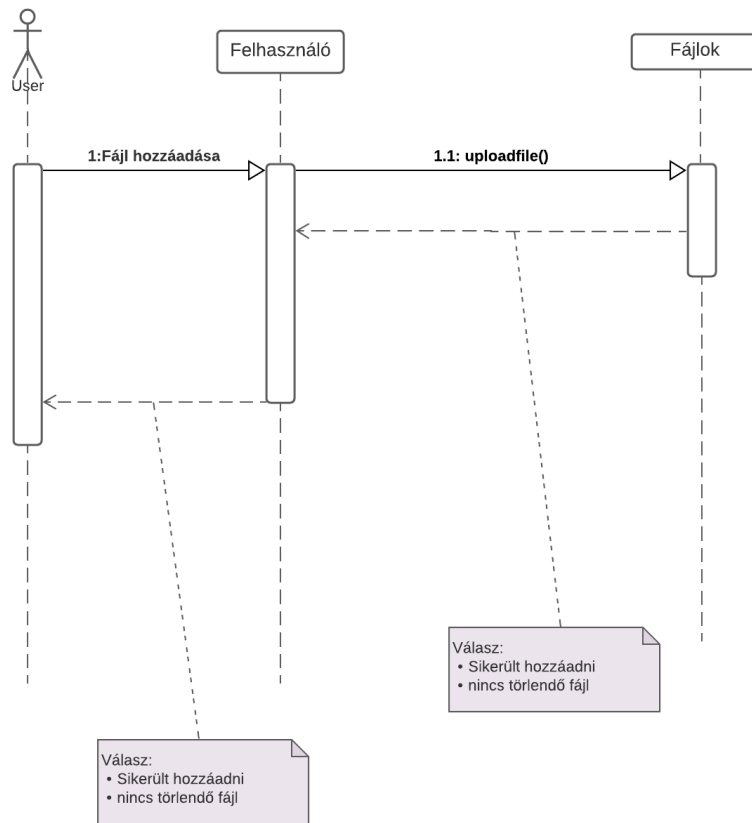 User
Felhasználó
Fájlok
1:Fájl hozzáadása
1.1: uploadfile()
Válasz:
• Sikerült hozzáadni
• nincs törlendő fájl
Válasz:
• Sikerült hozzáadni
• nincs törlendő fájl